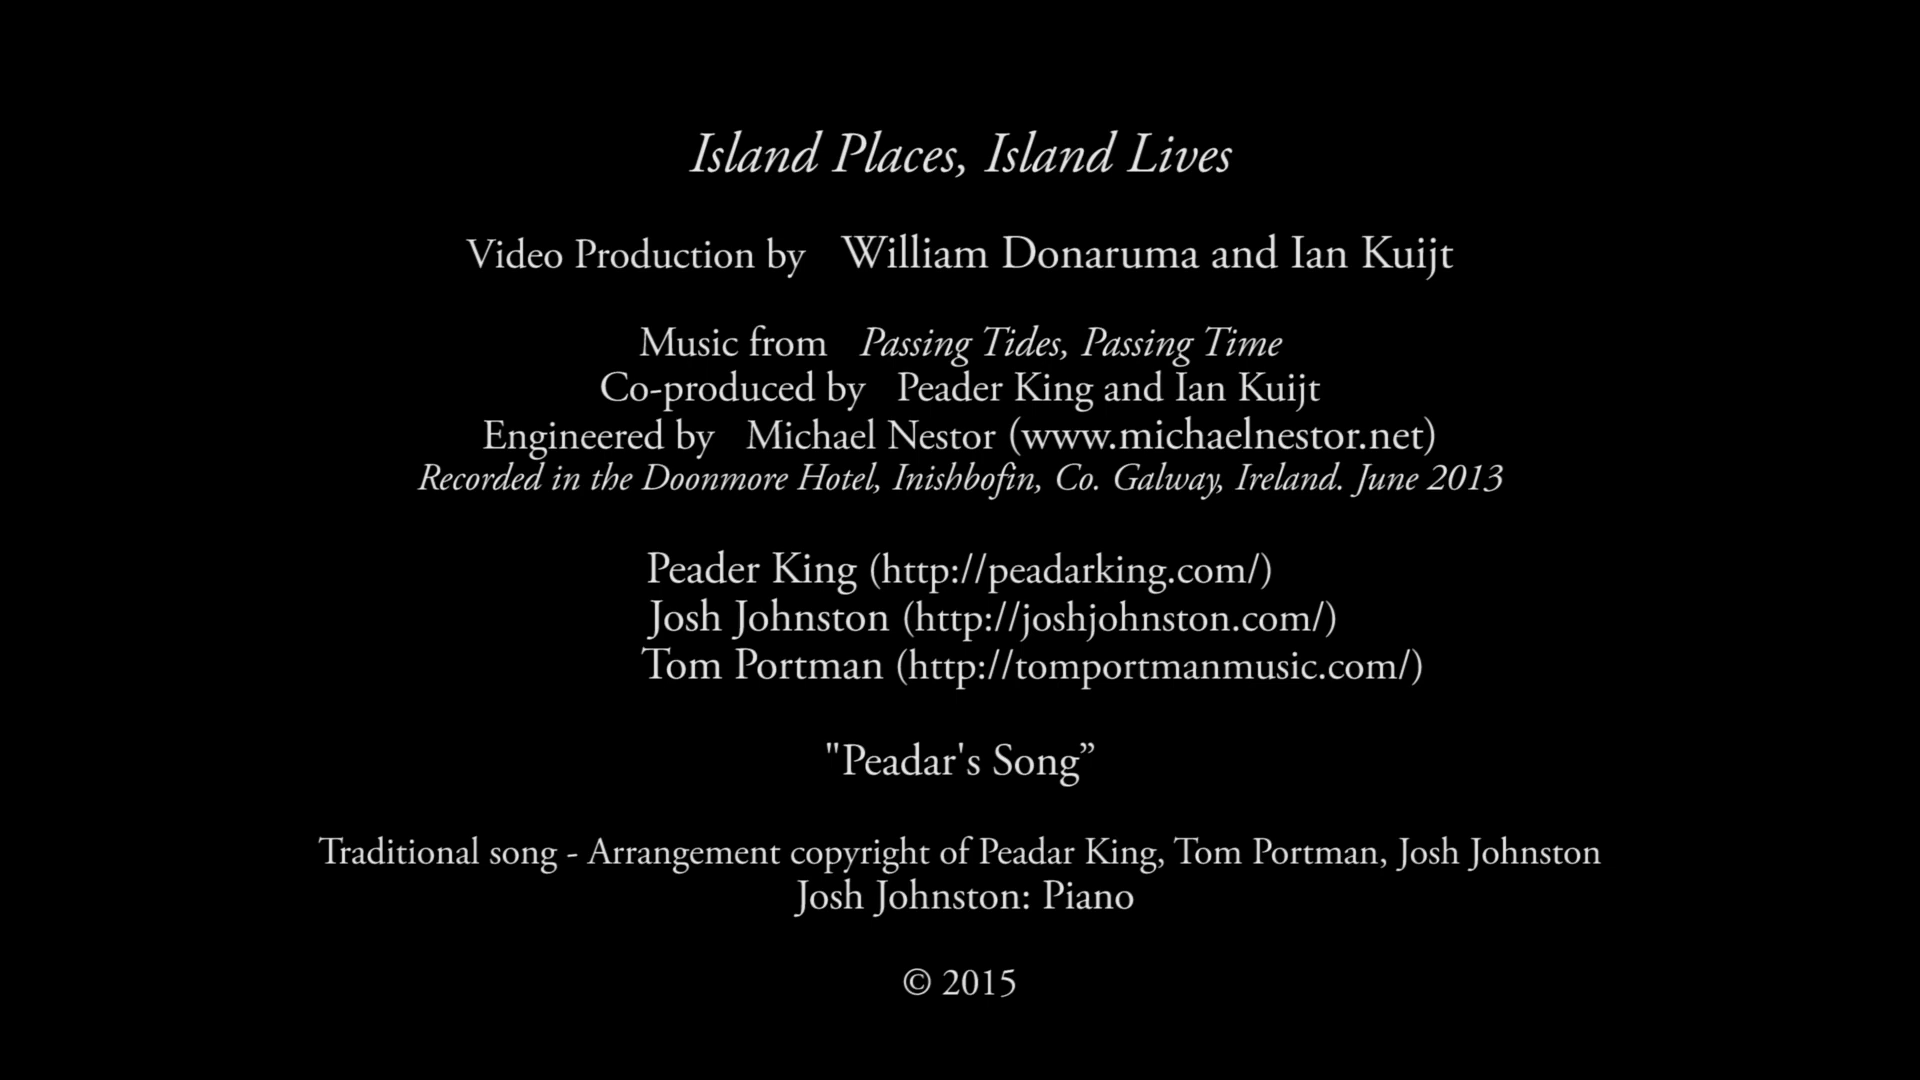 Island Places, Island Lives
Video Production by William Donaruma and Ian Kuijt
Music from Passing Tides, Passing Time
Co-produced by Peader King and Ian Kuijt
Engineered by Michael Nestor (www.michaelnestor.net)
Recorded in the Doonmore Hotel, Inishbofin, Co. Galway, Ireland. June 2013
Peader King (http://peadarking.com/)
Josh Johnston (http://joshjohnston.com/)
Tom Portman (http://tomportmanmusic.com/)
"Peadar's Song”
Traditional song - Arrangement copyright of Peadar King, Tom Portman, Josh Johnston
Josh Johnston: Piano
© 2015